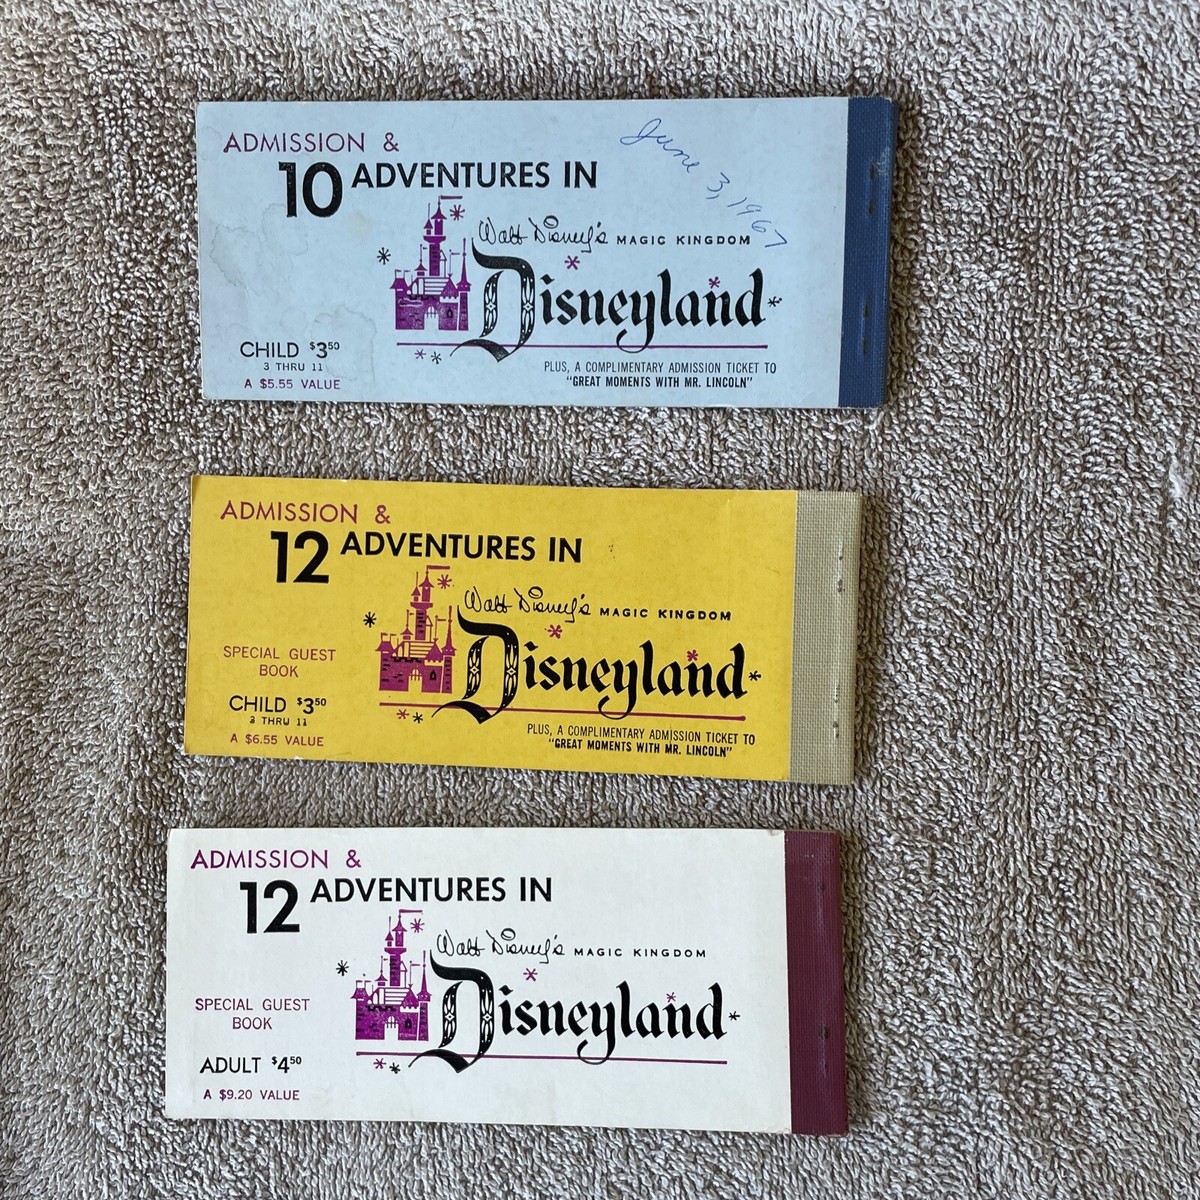 ADMISSION &
10 ADVENTURES IN
June 3, 1967
Walt Disney's MAGIC KINGDOM
Disneyland
CHILD $3.50
3 THRU 11
A $5.55 VALUE
PLUS, A COMPLIMENTARY ADMISSION TICKET TO
"GREAT MOMENTS WITH MR. LINCOLN"
ADMISSION &
12 ADVENTURES IN
Walt Disney's MAGIC KINGDOM
Disneyland
SPECIAL GUEST
BOOK
CHILD $3.50
3 THRU 11
A $6.55 VALUE
PLUS, A COMPLIMENTARY ADMISSION TICKET TO
"GREAT MOMENTS WITH MR. LINCOLN"
ADMISSION &
12 ADVENTURES IN
Walt Disney's MAGIC KINGDOM
Disneyland
SPECIAL GUEST
BOOK
ADULT $4.50
A $9.20 VALUE